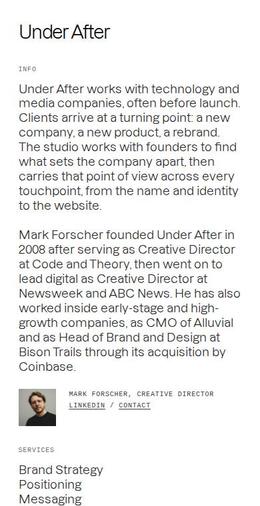 Under After
INFO
Under After works with technology and
media companies, often before launch.
Clients arrive at a turning point: a new
company, a new product, a rebrand.
The studio works with founders to find
what sets the company apart, then
carries that point of view across every
touchpoint, from the name and identity
to the website.
Mark Forscher founded Under After in
2008 after serving as Creative Director
at Code and Theory, then went on to
lead digital as Creative Director at
Newsweek and ABC News. He has also
worked inside early-stage and high-
growth companies, as CMO of Alluvial
and as Head of Brand and Design at
Bison Trails through its acquisition by
Coinbase.
MARK FORSCHER, CREATIVE DIRECTOR
LINKEDIN / CONTACT
SERVICES
Brand Strategy
Positioning
Messaging